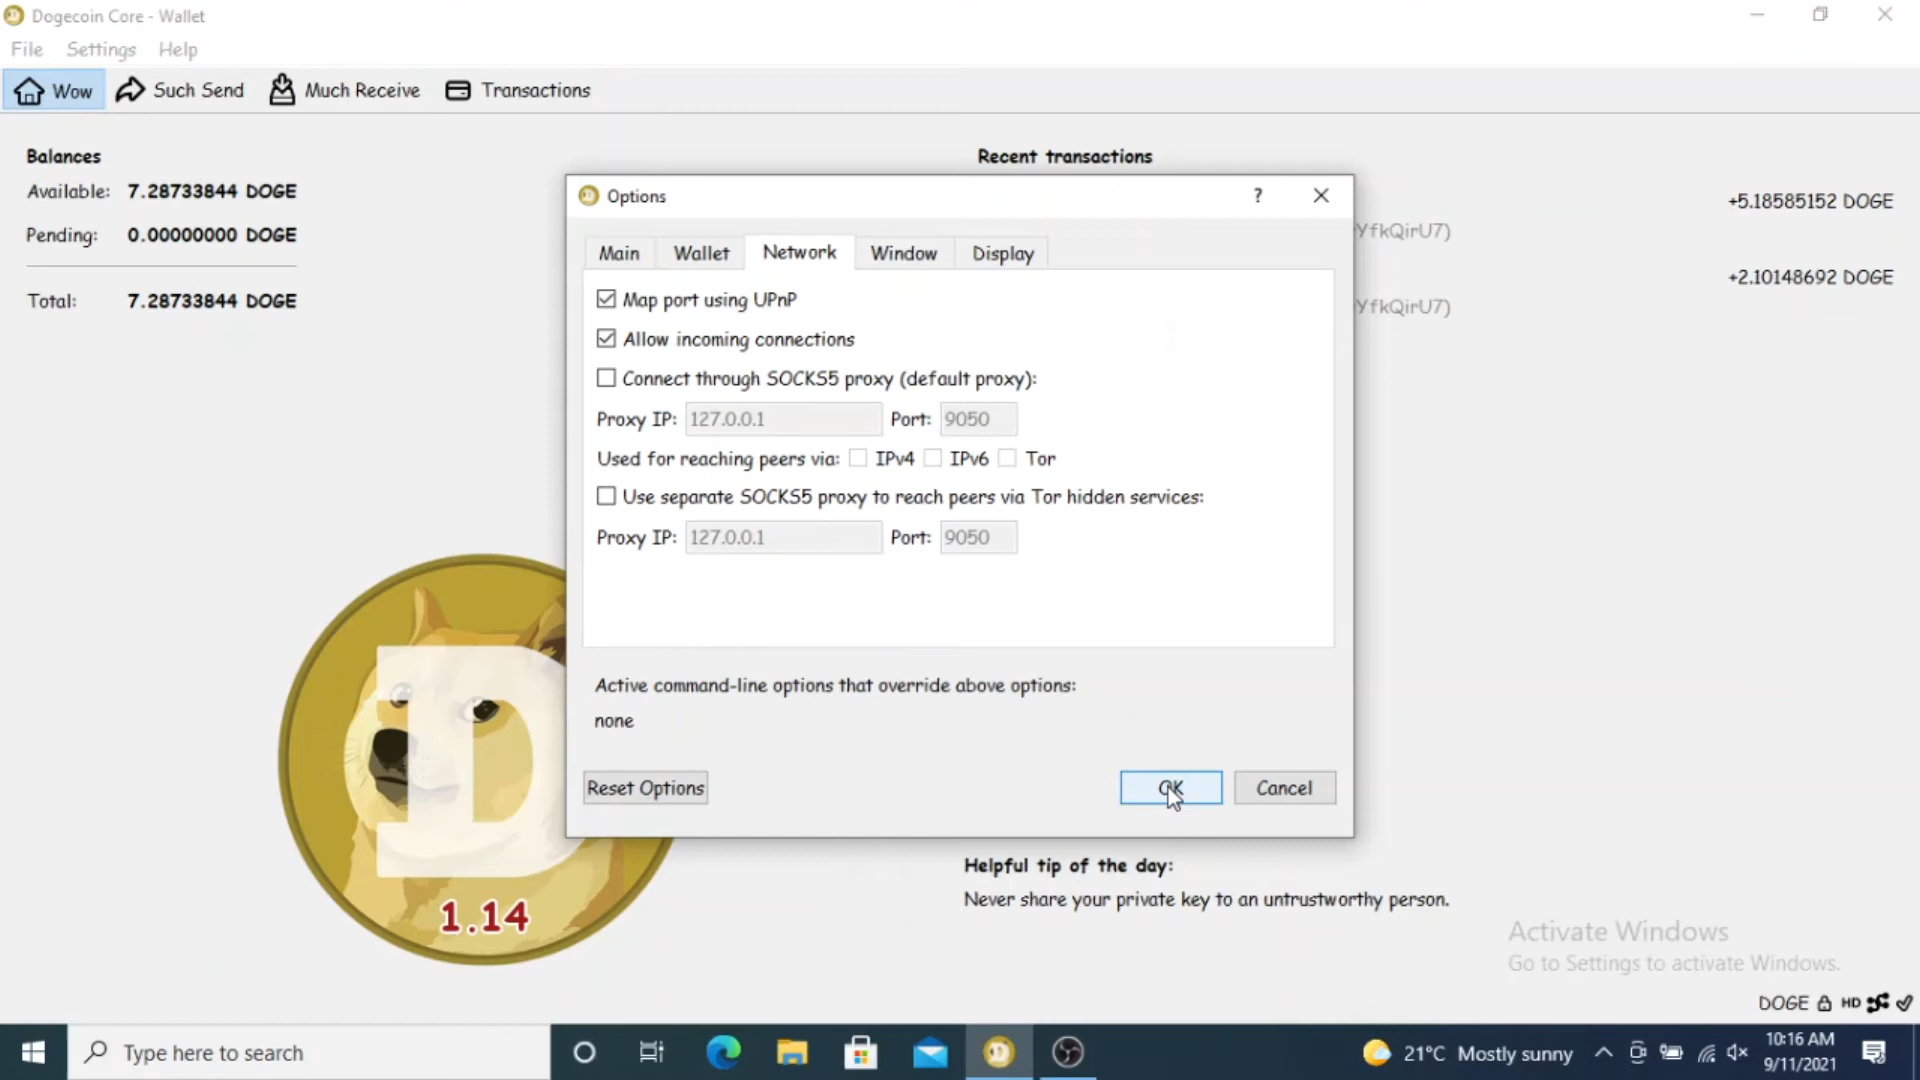 Dogecoin Core - Wallet
File Settings Help
Wow Such Send Much Receive Transactions
Balances
Available: 7.28733844 DOGE
Pending: 0.00000000 DOGE
Total: 7.28733844 DOGE
Recent transactions
+5.18585152 DOGE
YfkQirU7)
+2.10148692 DOGE
YfkQirU7)
Options
?
Main Wallet Network Window Display
Map port using UPnP
Allow incoming connections
Connect through SOCKS5 proxy (default proxy):
Proxy IP: 127.0.0.1 Port: 9050
Used for reaching peers via: IPv4 IPv6 Tor
Use separate SOCKS5 proxy to reach peers via Tor hidden services:
Proxy IP: 127.0.0.1 Port: 9050
Active command-line options that override above options:
none
Reset Options OK Cancel
D
1.14
Helpful tip of the day:
Never share your private key to an untrustworthy person.
Activate Windows
Go to Settings to activate Windows.
DOGE HD
Type here to search
21°C Mostly sunny
10:16 AM
9/11/2021